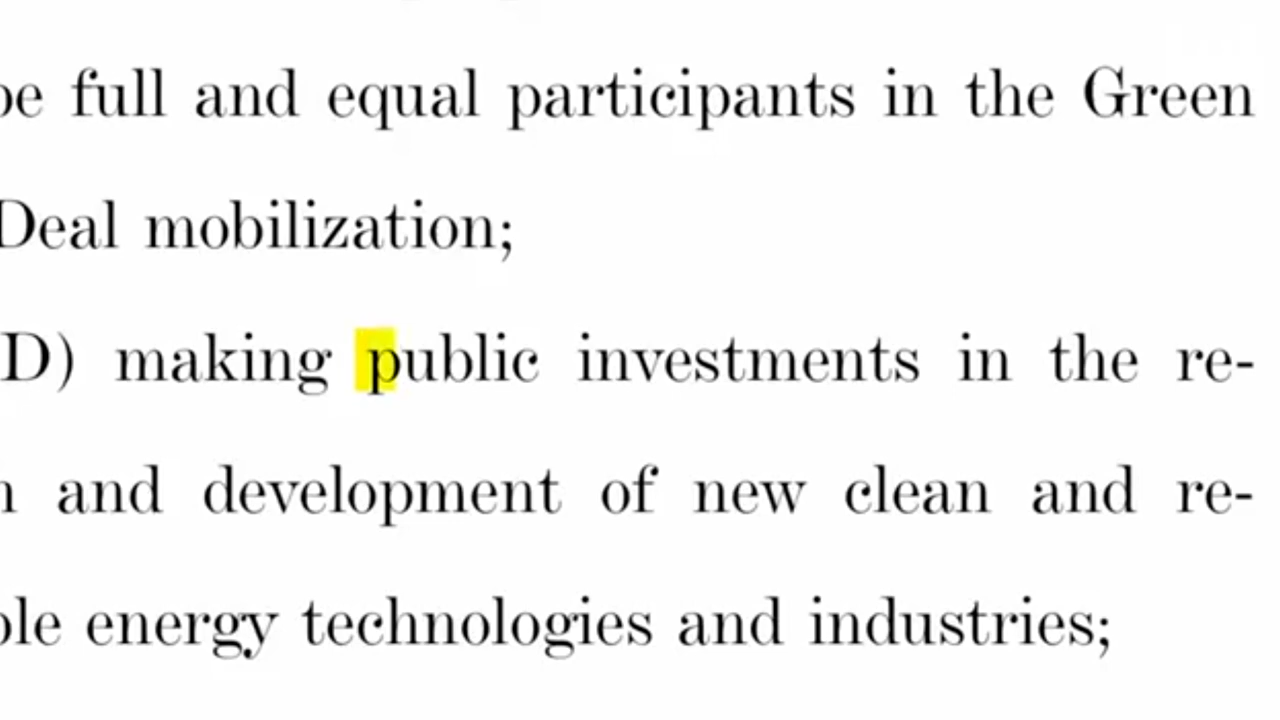 be full and equal participants in the Green
Deal mobilization;
D) making public investments in the re-
and development of new clean and re-
ble energy technologies and industries;